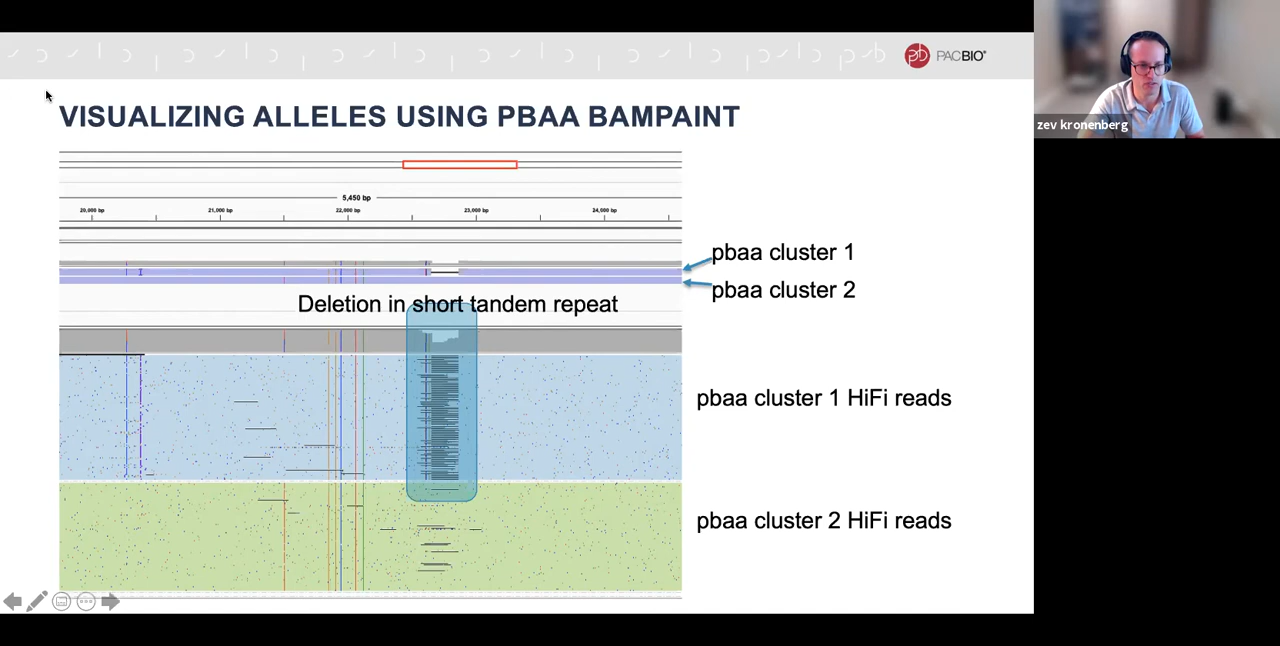 PACBIO®
VISUALIZING ALLELES USING PBAA BAMPAINT
zev kronenberg
5,450 bp
20,000 bp 21,000 bp 22,000 bp 23,000 bp 24,000 bp
pbaa cluster 1
pbaa cluster 2
Deletion in short tandem repeat
pbaa cluster 1 HiFi reads
pbaa cluster 2 HiFi reads